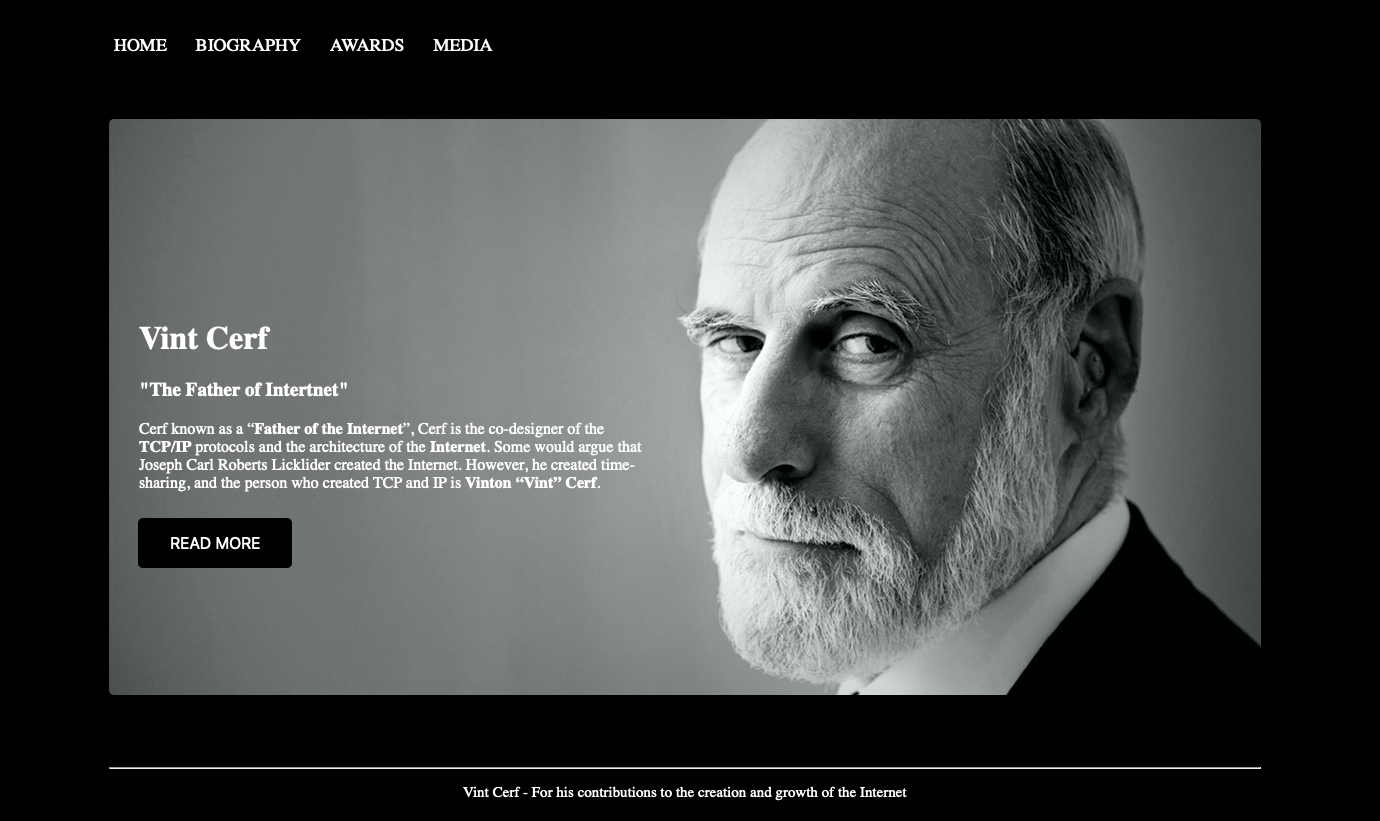 HOME BIOGRAPHY AWARDS MEDIA
Vint Cerf
"The Father of Intertnet"
Cerf known as a “Father of the Internet”, Cerf is the co-designer of the
TCP/IP protocols and the architecture of the Internet. Some would argue that
Joseph Carl Roberts Licklider created the Internet. However, he created time-
sharing, and the person who created TCP and IP is Vinton “Vint” Cerf.
READ MORE
Vint Cerf - For his contributions to the creation and growth of the Internet